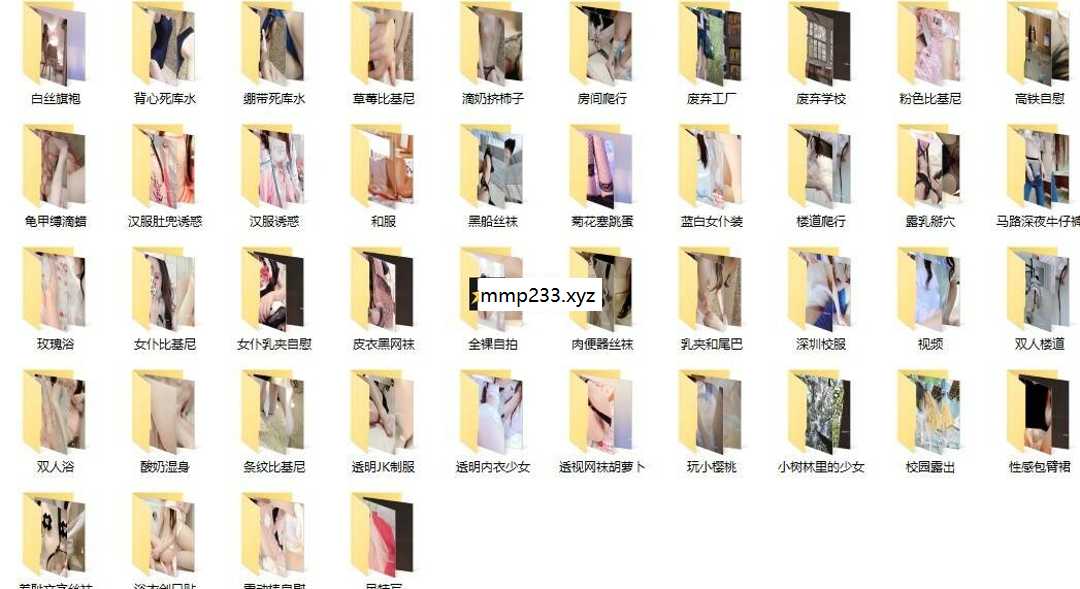 白丝旗袍 背心死库水 绷带死库水 草莓比基尼 滴奶挤柿子 房间爬行 废弃工厂 废弃学校 粉色比基尼 高铁自慰
龟甲缚滴蜡 汉服肚兜诱惑 汉服诱惑 和服 黑船丝袜 菊花塞跳蛋 蓝白女仆装 楼道爬行 露乳掰穴 马路深夜牛仔裤
mmp233.xyz
玫瑰浴 女仆比基尼 女仆乳夹自慰 皮衣黑网袜 全裸自拍 肉便器丝袜 乳夹和尾巴 深圳校服 视频 双人楼道
双人浴 酸奶湿身 条纹比基尼 透明JK制服 透明内衣少女 透视网袜胡萝卜 玩小樱桃 小树林里的少女 校园露出 性感包臀裙